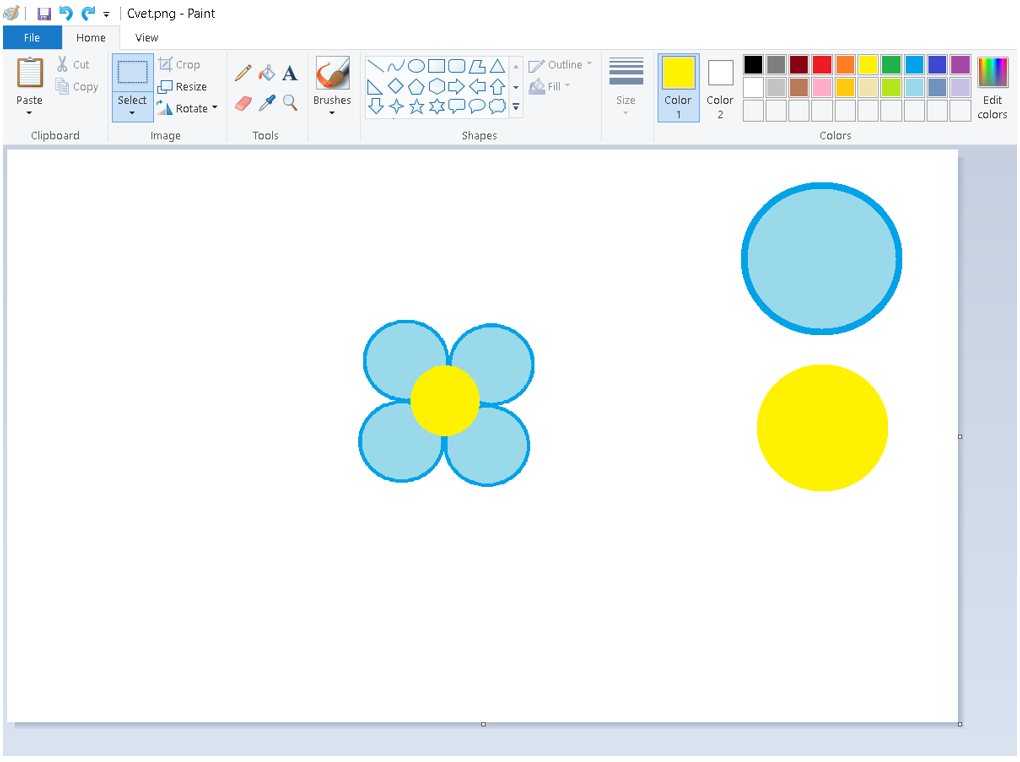 Cvet.png - Paint
File Home View
Paste
Cut
Copy
Clipboard
Select
Crop
Resize
Rotate
Image
A
Tools
Brushes
Outline
Fill
Shapes
Size
Color
1
Color
2
Edit
colors
Colors